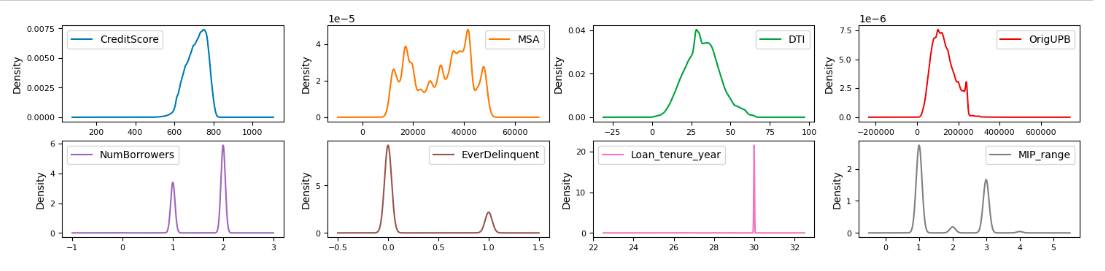 1e−5
1e−6
0.0075
CreditScore
MSA
0.04
DTI
7.5
OrigUPB
Density
0.0050
4
5.0
0.02
0.0025
2
2.5
0.0000
0
0.00
0.0
200 400 600 800 1000
0 20000 40000 60000
−25 0 25 50 75 100
−200000 0 200000 400000 600000
6
NumBorrowers
EverDelinquent
20
Loan_tenure_year
MIP_range
Density
4
5
10
2
2
1
0
0
0
0
−1 0 1 2 3
−0.5 0.0 0.5 1.0 1.5
22 24 26 28 30 32
0 1 2 3 4 5